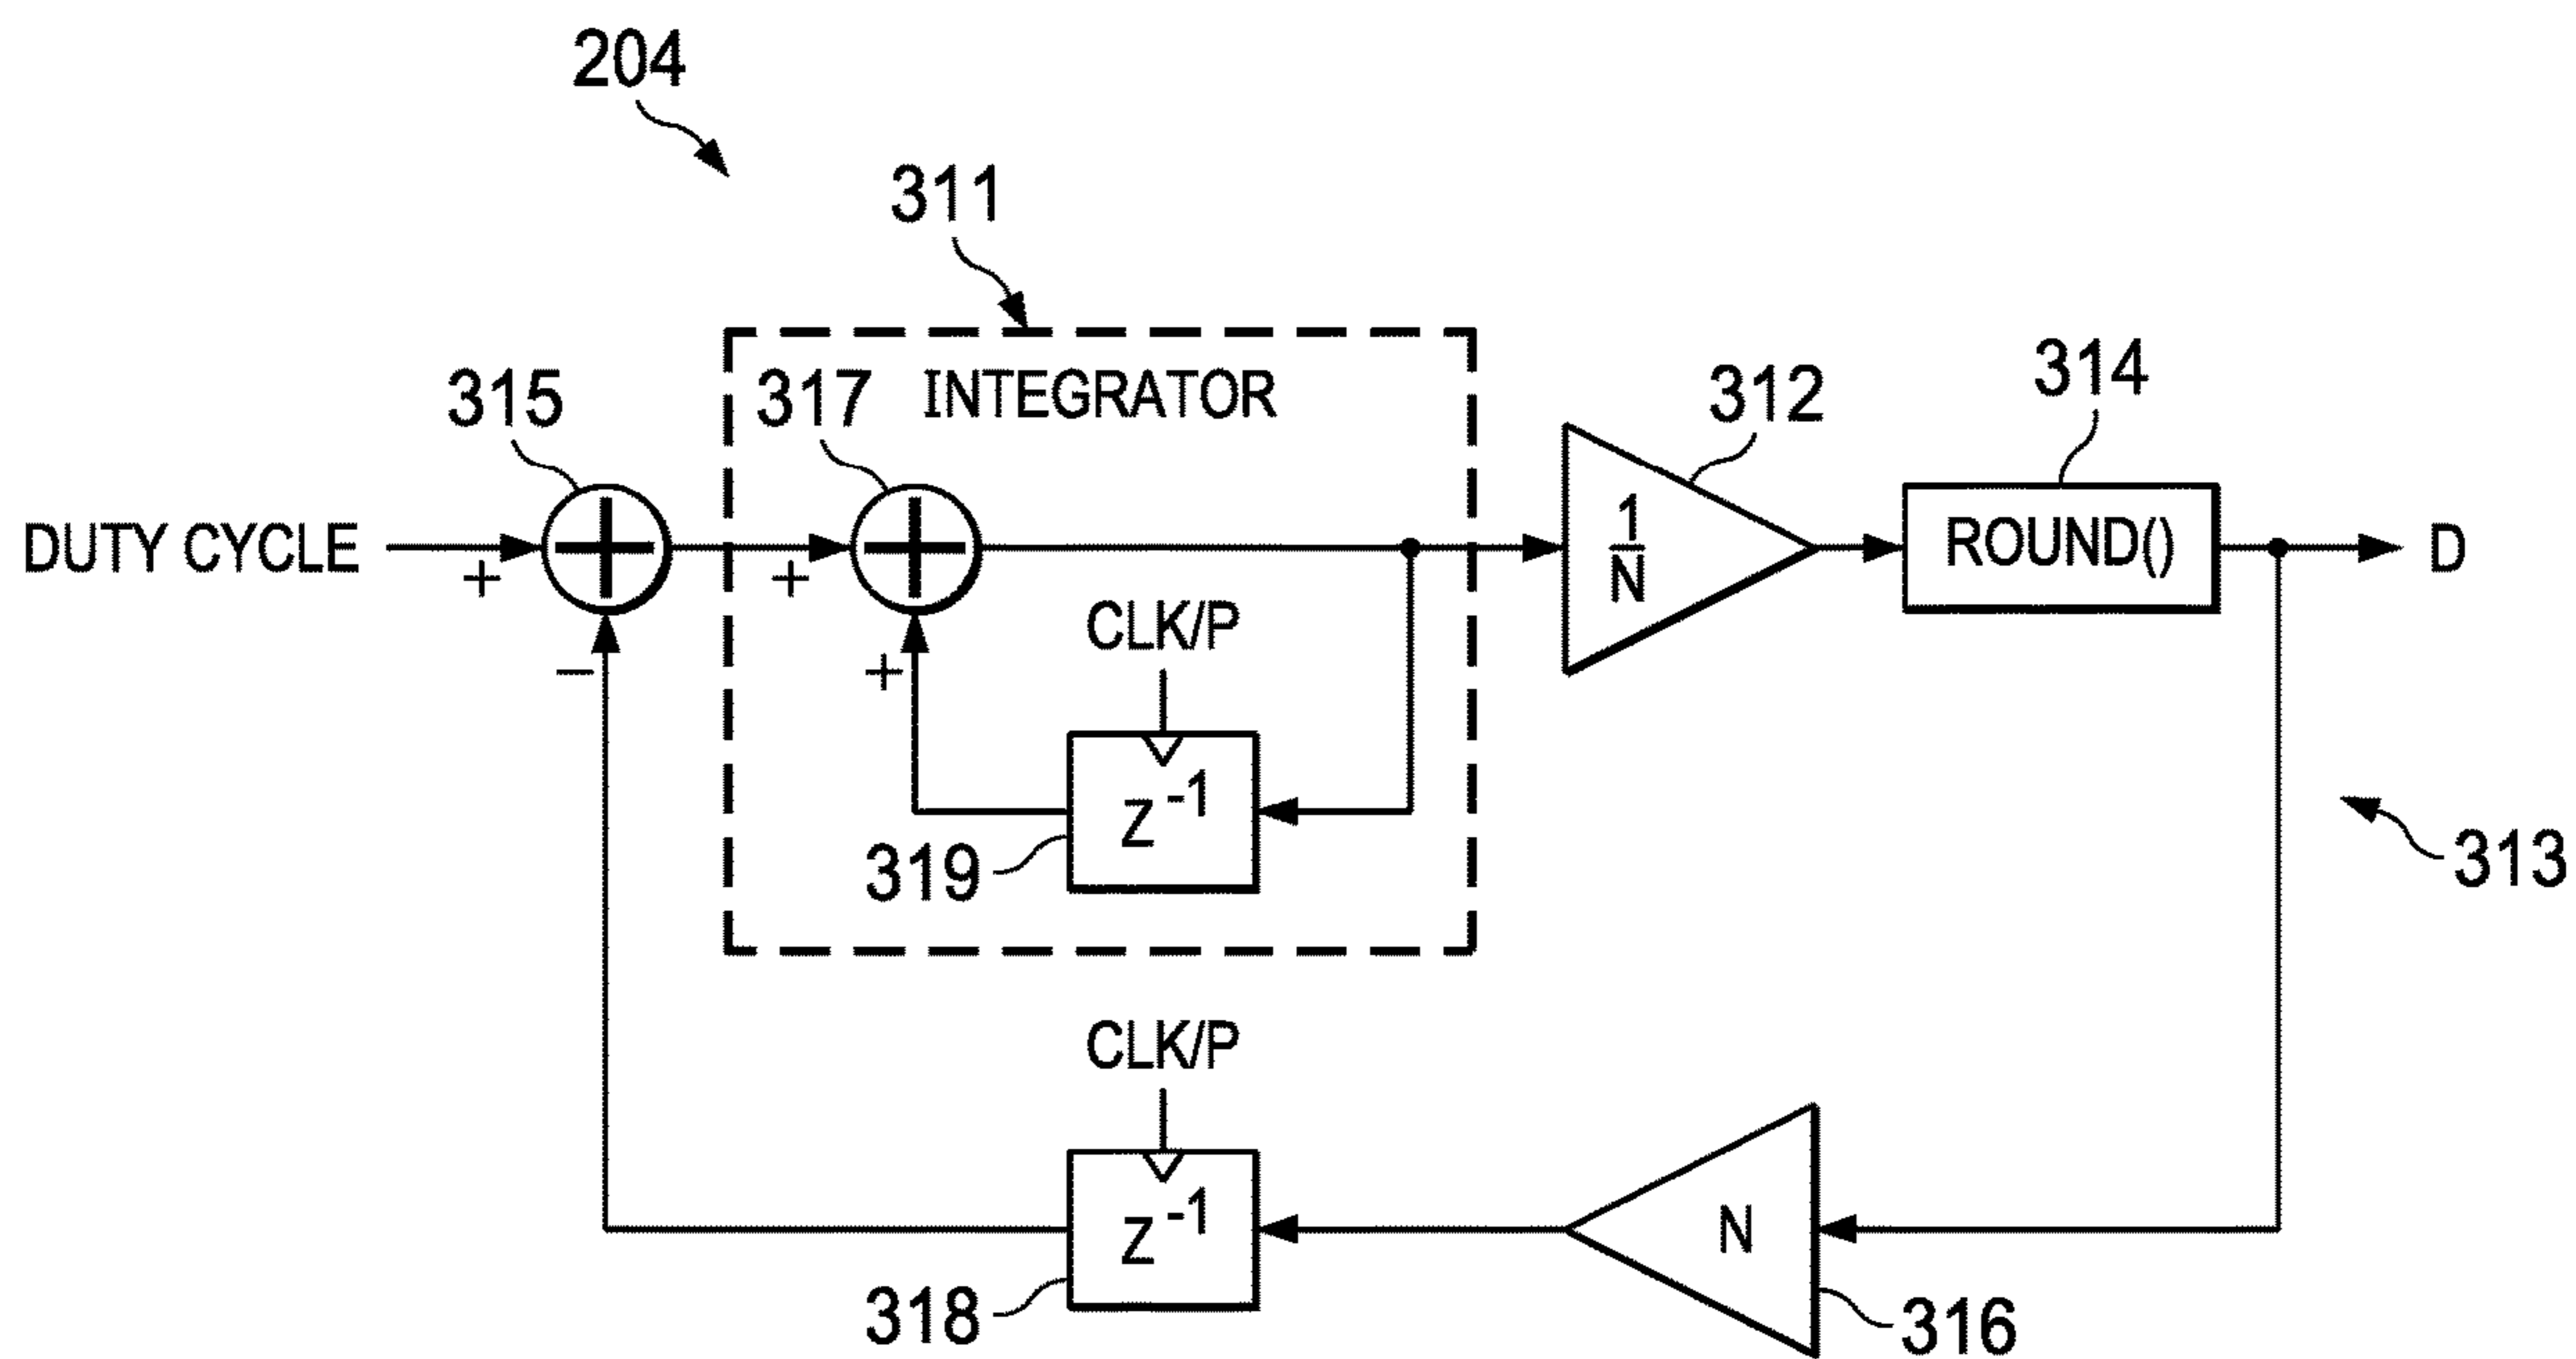 204
311
315
317
INTEGRATOR
312
314
DUTY CYCLE
+
+
1
N
ROUND()
D
CLK/P
−
+
Z -1
319
313
CLK/P
Z -1
N
318
316